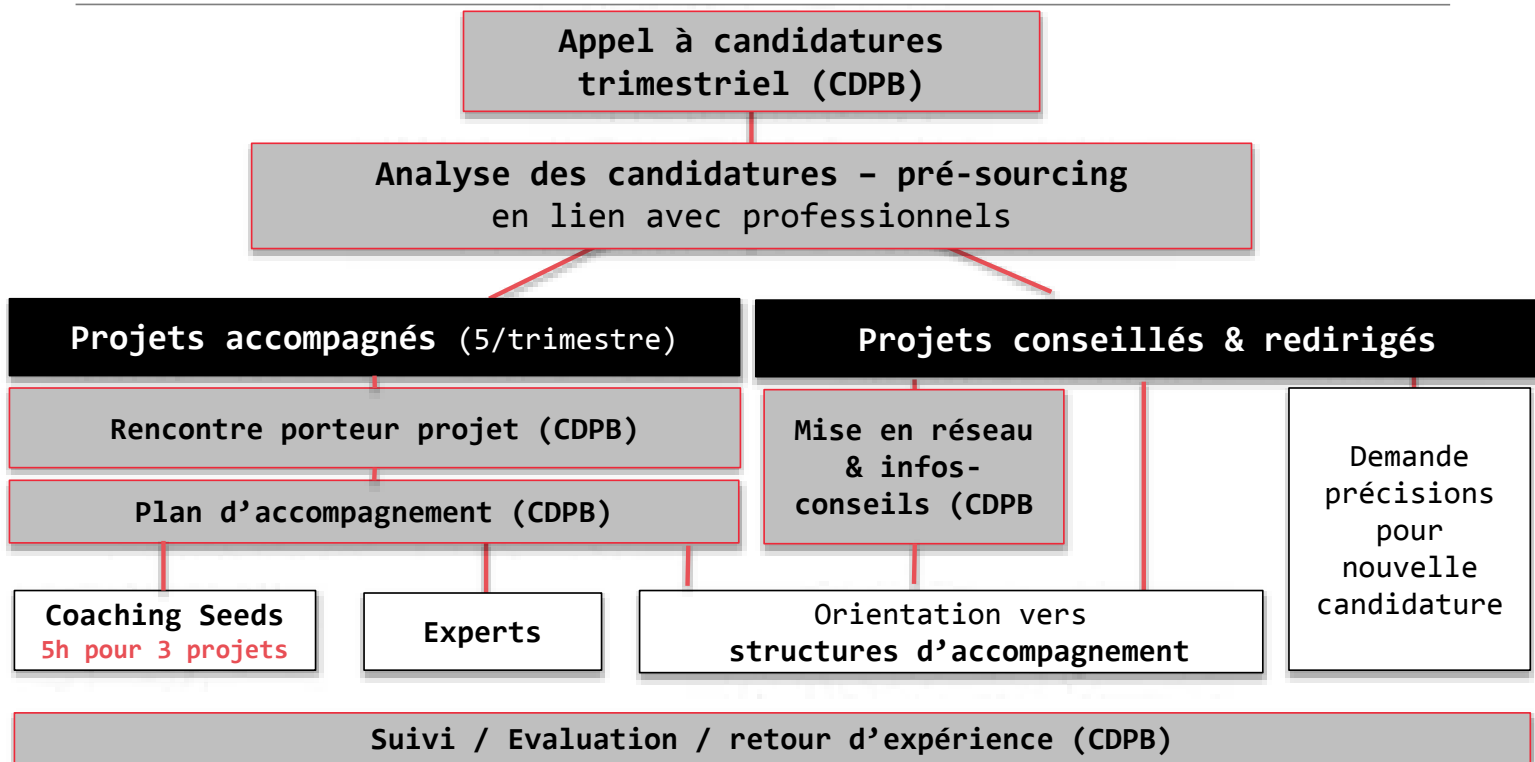 Appel à candidatures
trimestriel (CDPB)
Analyse des candidatures – pré-sourcing
en lien avec professionnels
Projets accompagnés (5/trimestre)
Projets conseillés & redirigés
Rencontre porteur projet (CDPB)
Plan d’accompagnement (CDPB)
Mise en réseau
& infos-
conseils (CDPB
Demande
précisions
pour
nouvelle
candidature
Coaching Seeds
5h pour 3 projets
Experts
Orientation vers
structures d’accompagnement
Suivi / Evaluation / retour d’expérience (CDPB)